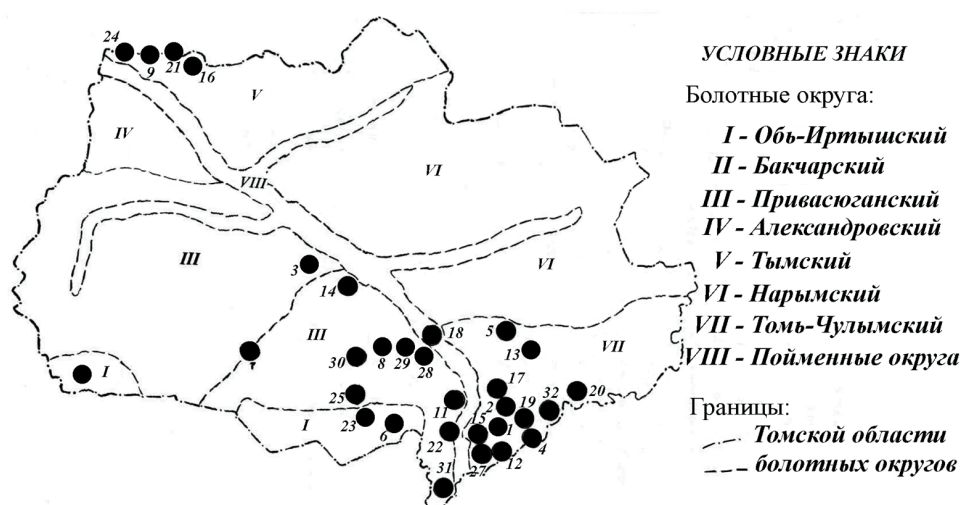 24
9
21
16
V
IV
VIII
VI
III
3
14
VI
III
18
5
VII
30
8
29
28
13
I
25
17
20
32
11
2
19
23
6
I
15
1
22
4
27
12
31
УСЛОВНЫЕ ЗНАКИ
Болотные округа:
I - Обь-Иртышский
II - Бакчарский
III - Привасюганский
IV - Александровский
V - Тымский
VI - Нарымский
VII - Томь-Чулымский
VIII - Пойменные округа
Границы:
Томской области
болотных округов